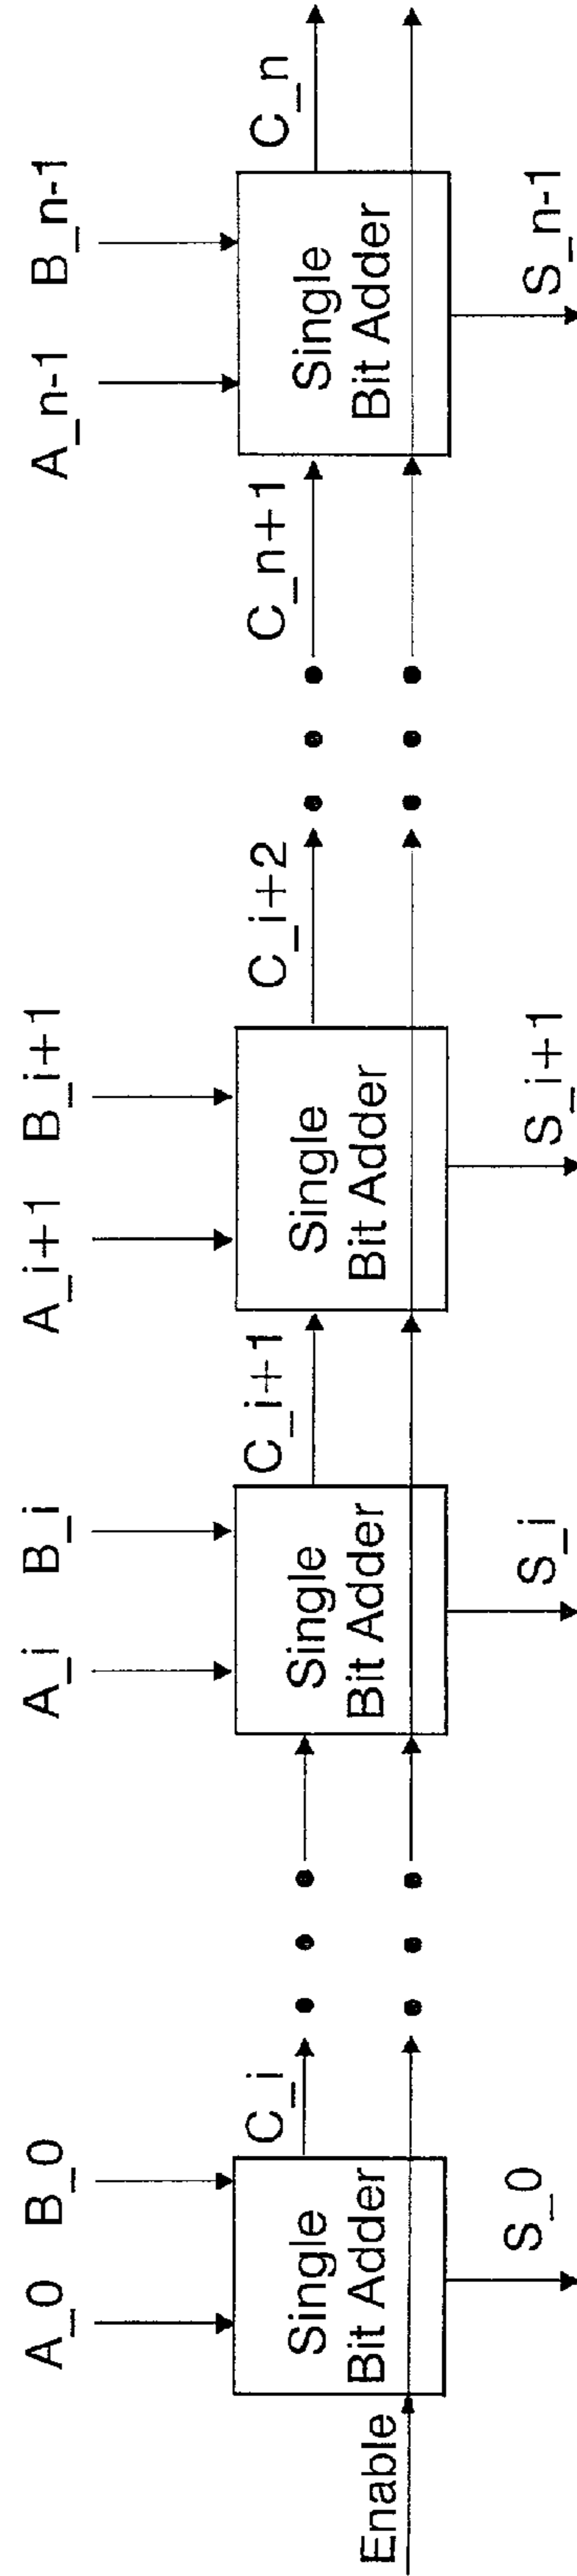 A_0 B_0
A_i B_i
A_i+1 B_i+1
A_n-1 B_n-1
Enable
Single
Bit Adder
C_i
Single
Bit Adder
C_i+1
Single
Bit Adder
C_i+2
C_n+1
Single
Bit Adder
C_n
S_0
S_i
S_i+1
S_n-1